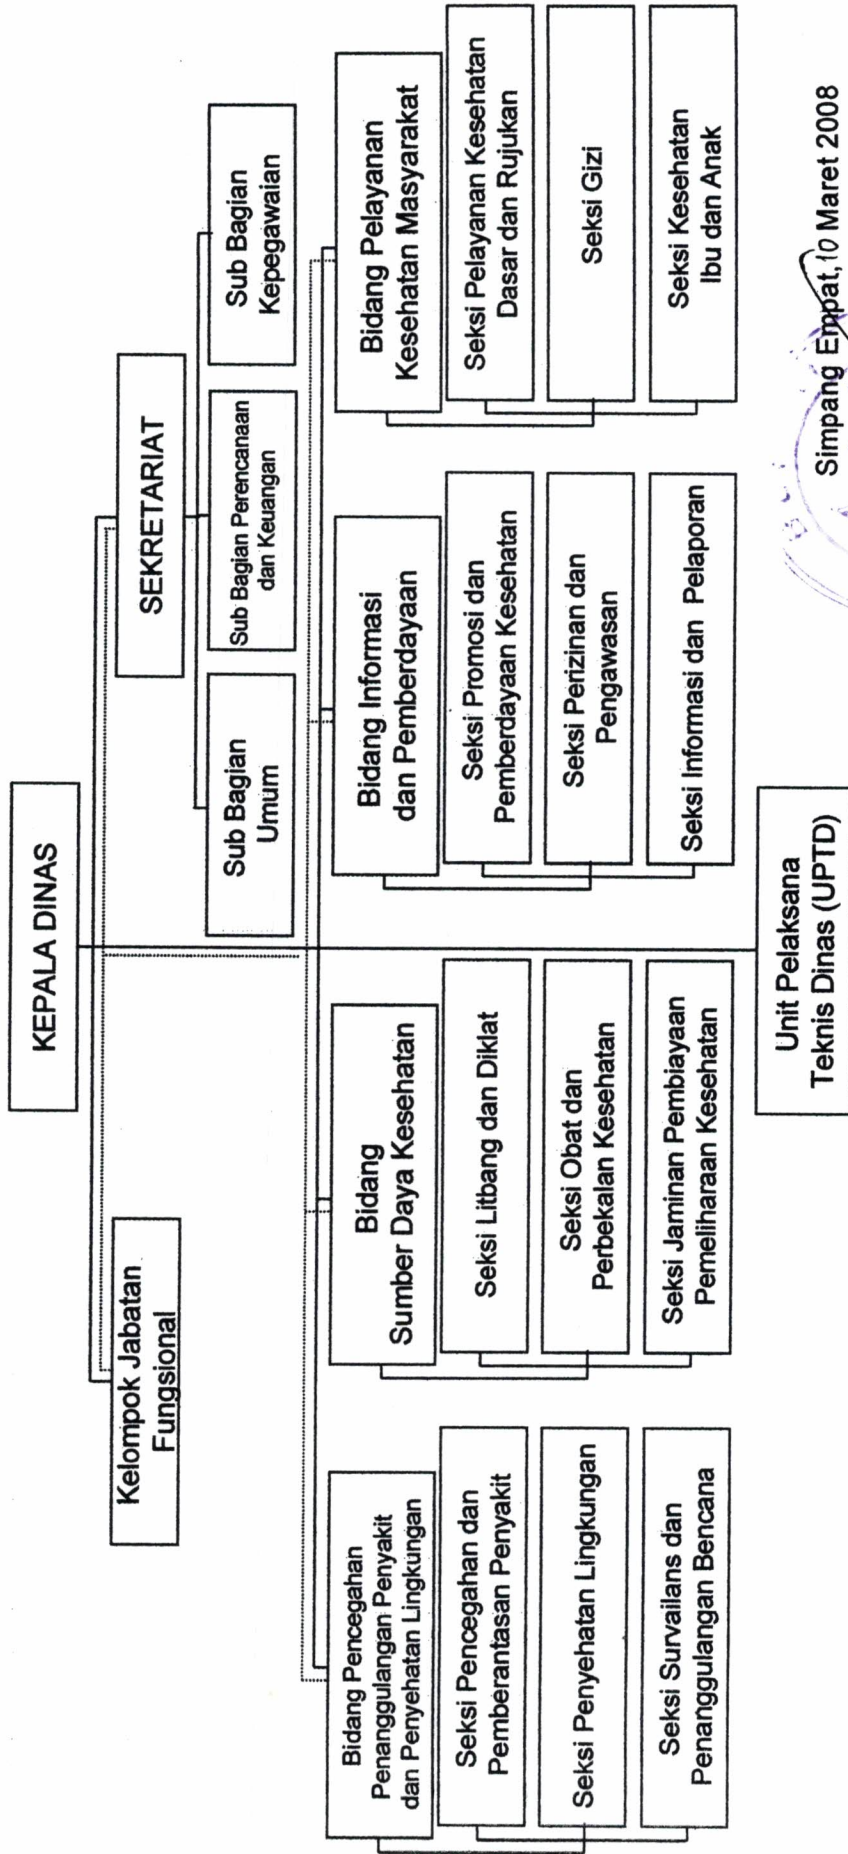 KEPALA DINAS
Kelompok Jabatan
Fungsional
SEKRETARIAT
Sub Bagian
Umum
Sub Bagian Perencanaan
dan Keuangan
Sub Bagian
Kepegawaian
Bidang Pencegahan
Penanggulangan Penyakit
dan Penyehatan Lingkungan
Seksi Pencegahan dan
Pemberantasan Penyakit
Seksi Penyehatan Lingkungan
Seksi Survailans dan
Penanggulangan Bencana
Bidang
Sumber Daya Kesehatan
Seksi Litbang dan Diklat
Seksi Obat dan
Perbekalan Kesehatan
Seksi Jaminan Pembiayaan
Pemeliharaan Kesehatan
Bidang Informasi
dan Pemberdayaan
Seksi Promosi dan
Pemberdayaan Kesehatan
Seksi Perizinan dan
Pengawasan
Seksi Informasi dan Pelaporan
Bidang Pelayanan
Kesehatan Masyarakat
Seksi Pelayanan Kesehatan
Dasar dan Rujukan
Seksi Gizi
Seksi Kesehatan
Ibu dan Anak
Unit Pelaksana
Teknis Dinas (UPTD)
Simpang Empat, 10 Maret 2008